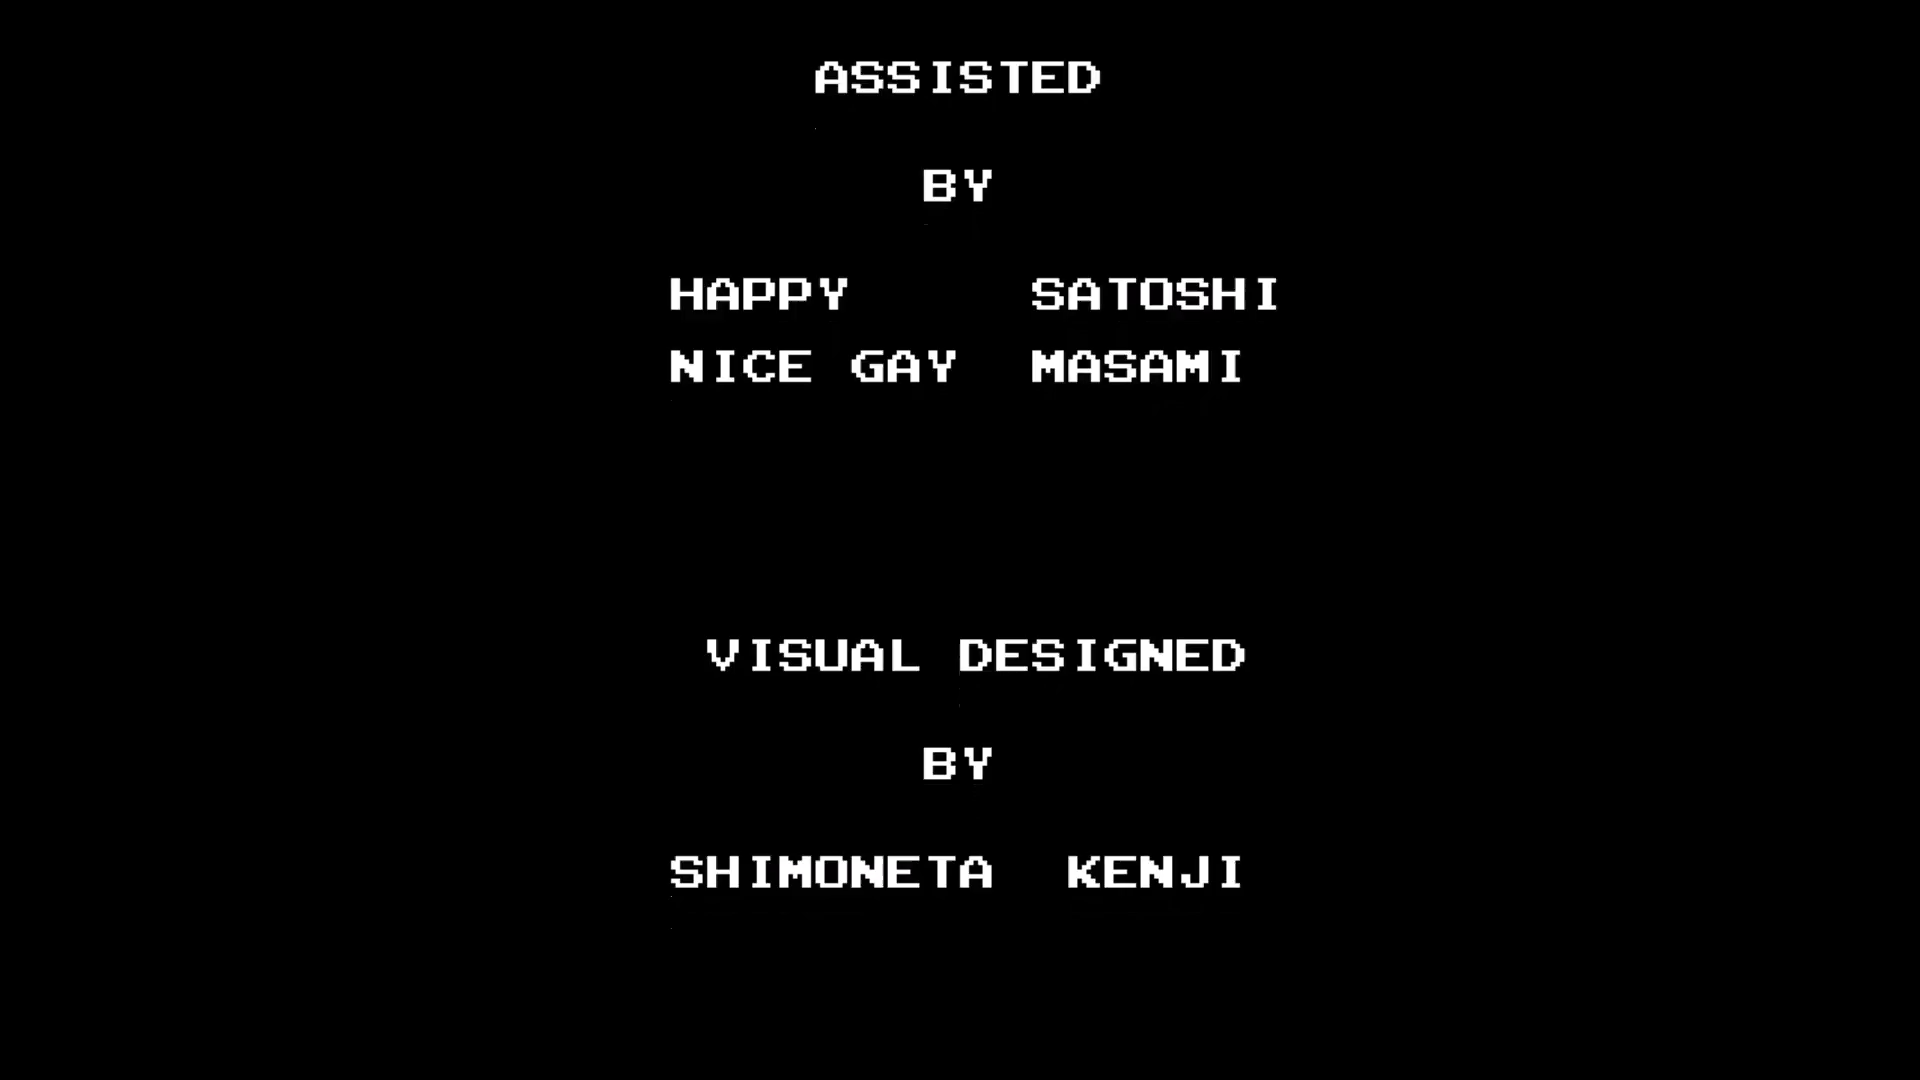 ASSISTED
BY
HAPPY SATOSHI
NICE GAY MASAMI
VISUAL DESIGNED
BY
SHIMONETA KENJI